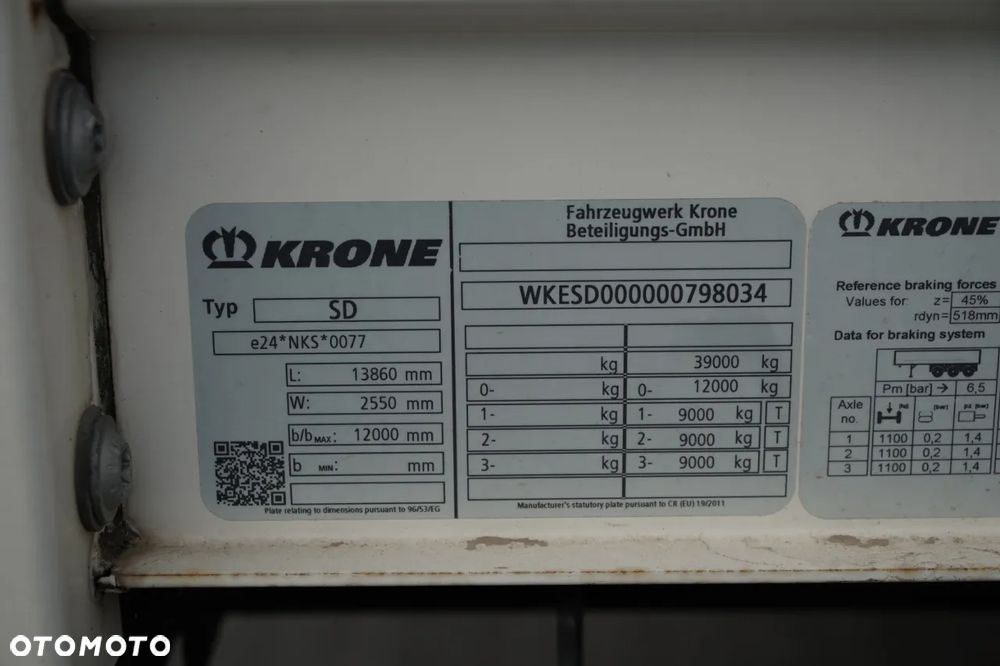 KRONE
Typ SD
e24*NKS*0077
L: 13860 mm
W: 2550 mm
b/b MAX: 12000 mm
b MIN: mm
Plate relating to dimensions pursuant to 96/53/EG
Fahrzeugwerk Krone
Beteiligungs-GmbH
WKESD000000798034
kg 39000 kg
0- kg 0- 12000 kg
1- kg 1- 9000 kg T
2- kg 2- 9000 kg T
3- kg 3- 9000 kg T
Manufacturer's statutory plate pursuant to CR (EU) 19/2011
KRONE
Reference braking forces
Values for: z= 45%
rdyn= 518mm
Data for braking system
Pm [bar] → 6,5
Axle
no.
1 1100 0,2 1,4
2 1100 0,2 1,4
3 1100 0,2 1,4
OTOMOTO